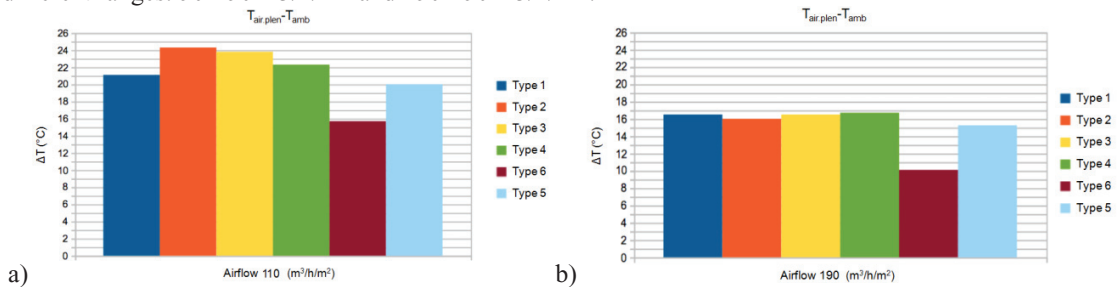 T_air.plen-T_amb
26
24
22
20
18
16
14
12
10
8
6
4
2
0
ΔT (°C)
Airflow 110 (m³/h/m²)
Type 1
Type 2
Type 3
Type 4
Type 6
Type 5
a)
T_air.plen-T_amb
26
24
22
20
18
16
14
12
10
8
6
4
2
0
ΔT (°C)
Airflow 190 (m³/h/m²)
Type 1
Type 2
Type 3
Type 4
Type 6
Type 5
b)